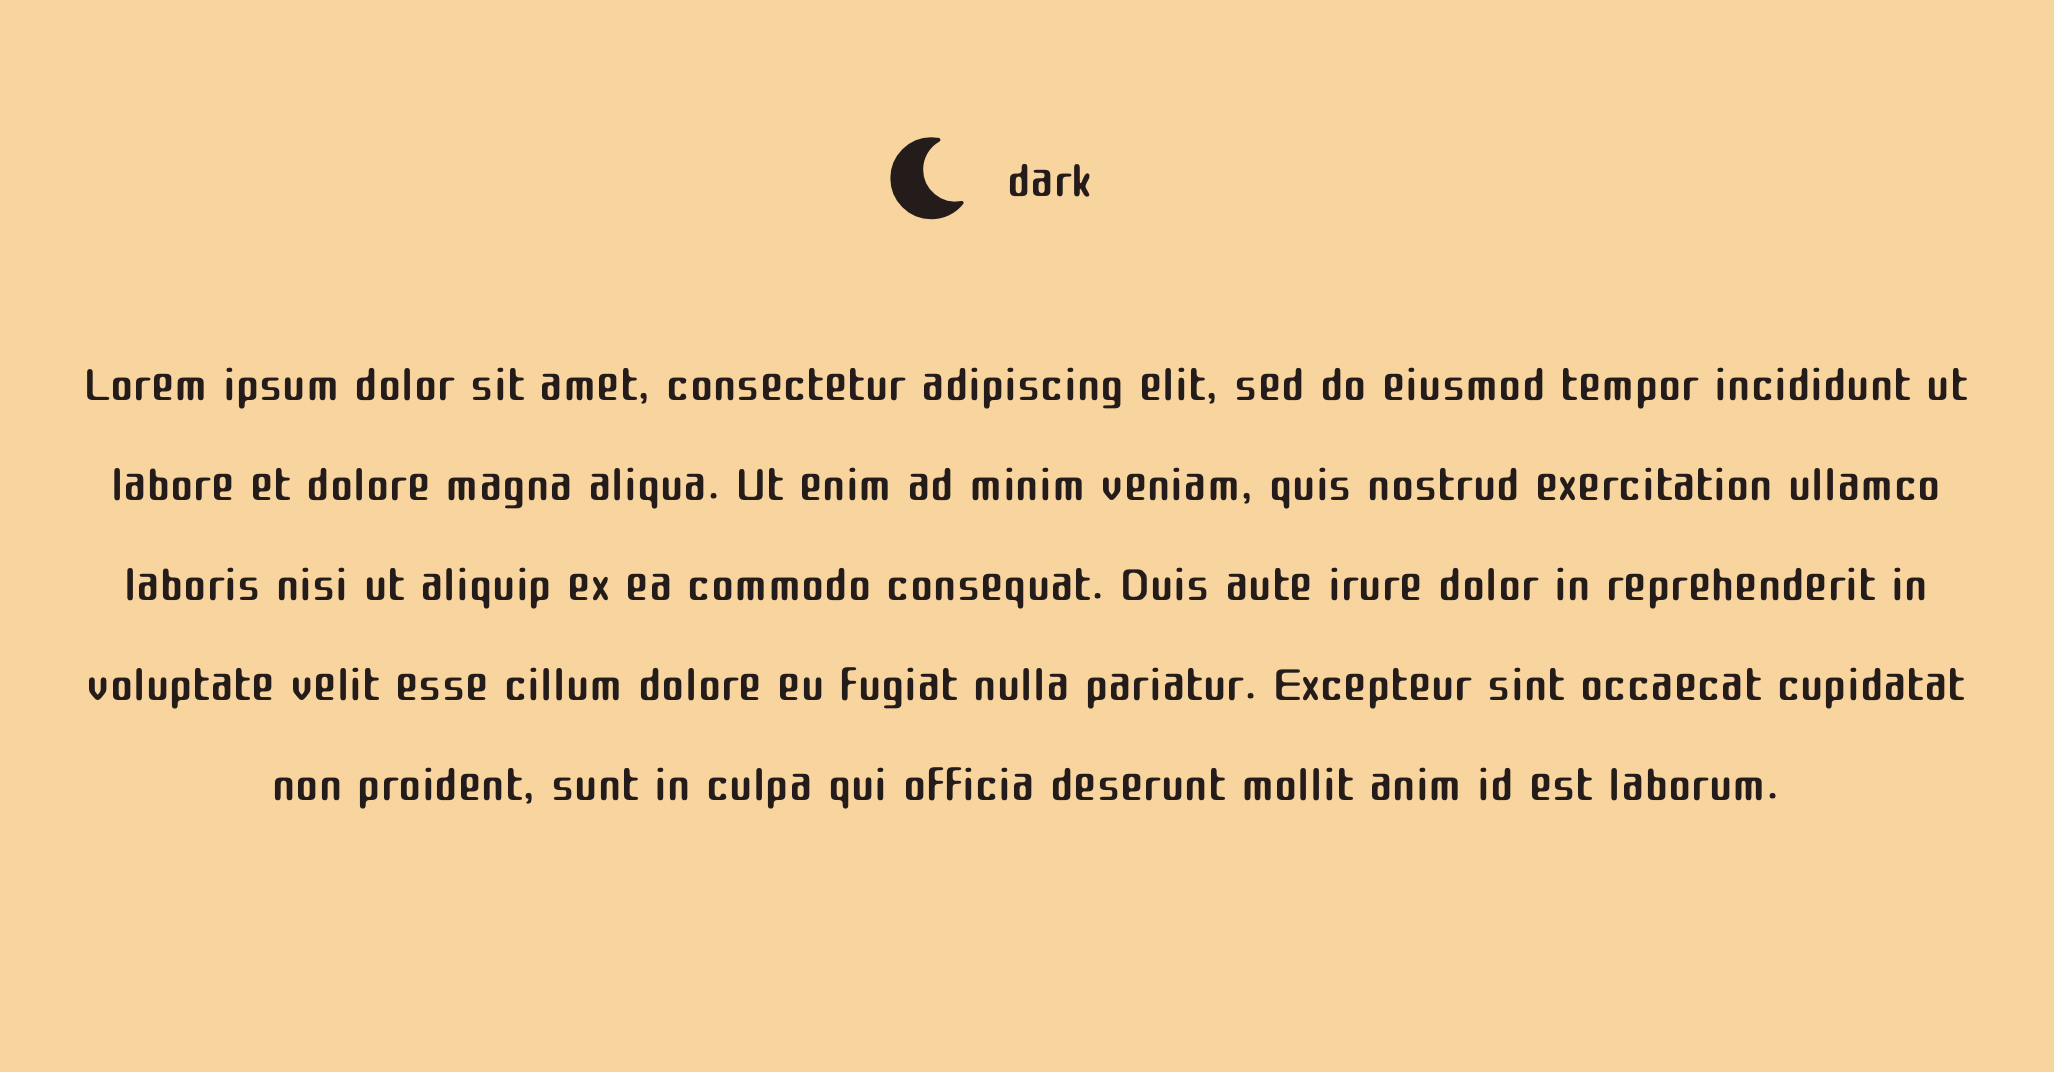 dark
Lorem ipsum dolor sit amet, consectetur adipiscing elit, sed do eiusmod tempor incididunt ut
labore et dolore magna aliqua. Ut enim ad minim veniam, quis nostrud exercitation ullamco
laboris nisi ut aliquip ex ea commodo consequat. Duis aute irure dolor in reprehenderit in
voluptate velit esse cillum dolore eu fugiat nulla pariatur. Excepteur sint occaecat cupidatat
non proident, sunt in culpa qui officia deserunt mollit anim id est laborum.